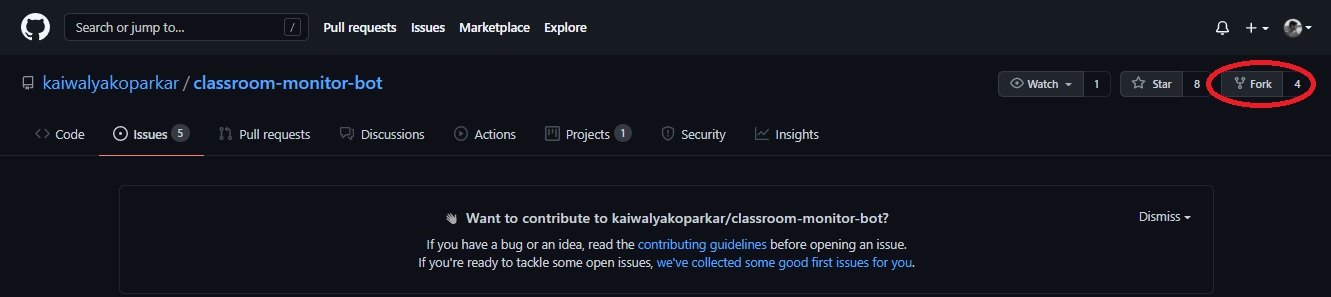 Search or jump to... / Pull requests Issues Marketplace Explore
kaiwalyakoparkar / classroom-monitor-bot Watch 1 Star 8 Fork 4
Code Issues 5 Pull requests Discussions Actions Projects 1 Security Insights
Want to contribute to kaiwalyakoparkar/classroom-monitor-bot? Dismiss
If you have a bug or an idea, read the contributing guidelines before opening an issue.
If you're ready to tackle some open issues, we've collected some good first issues for you.